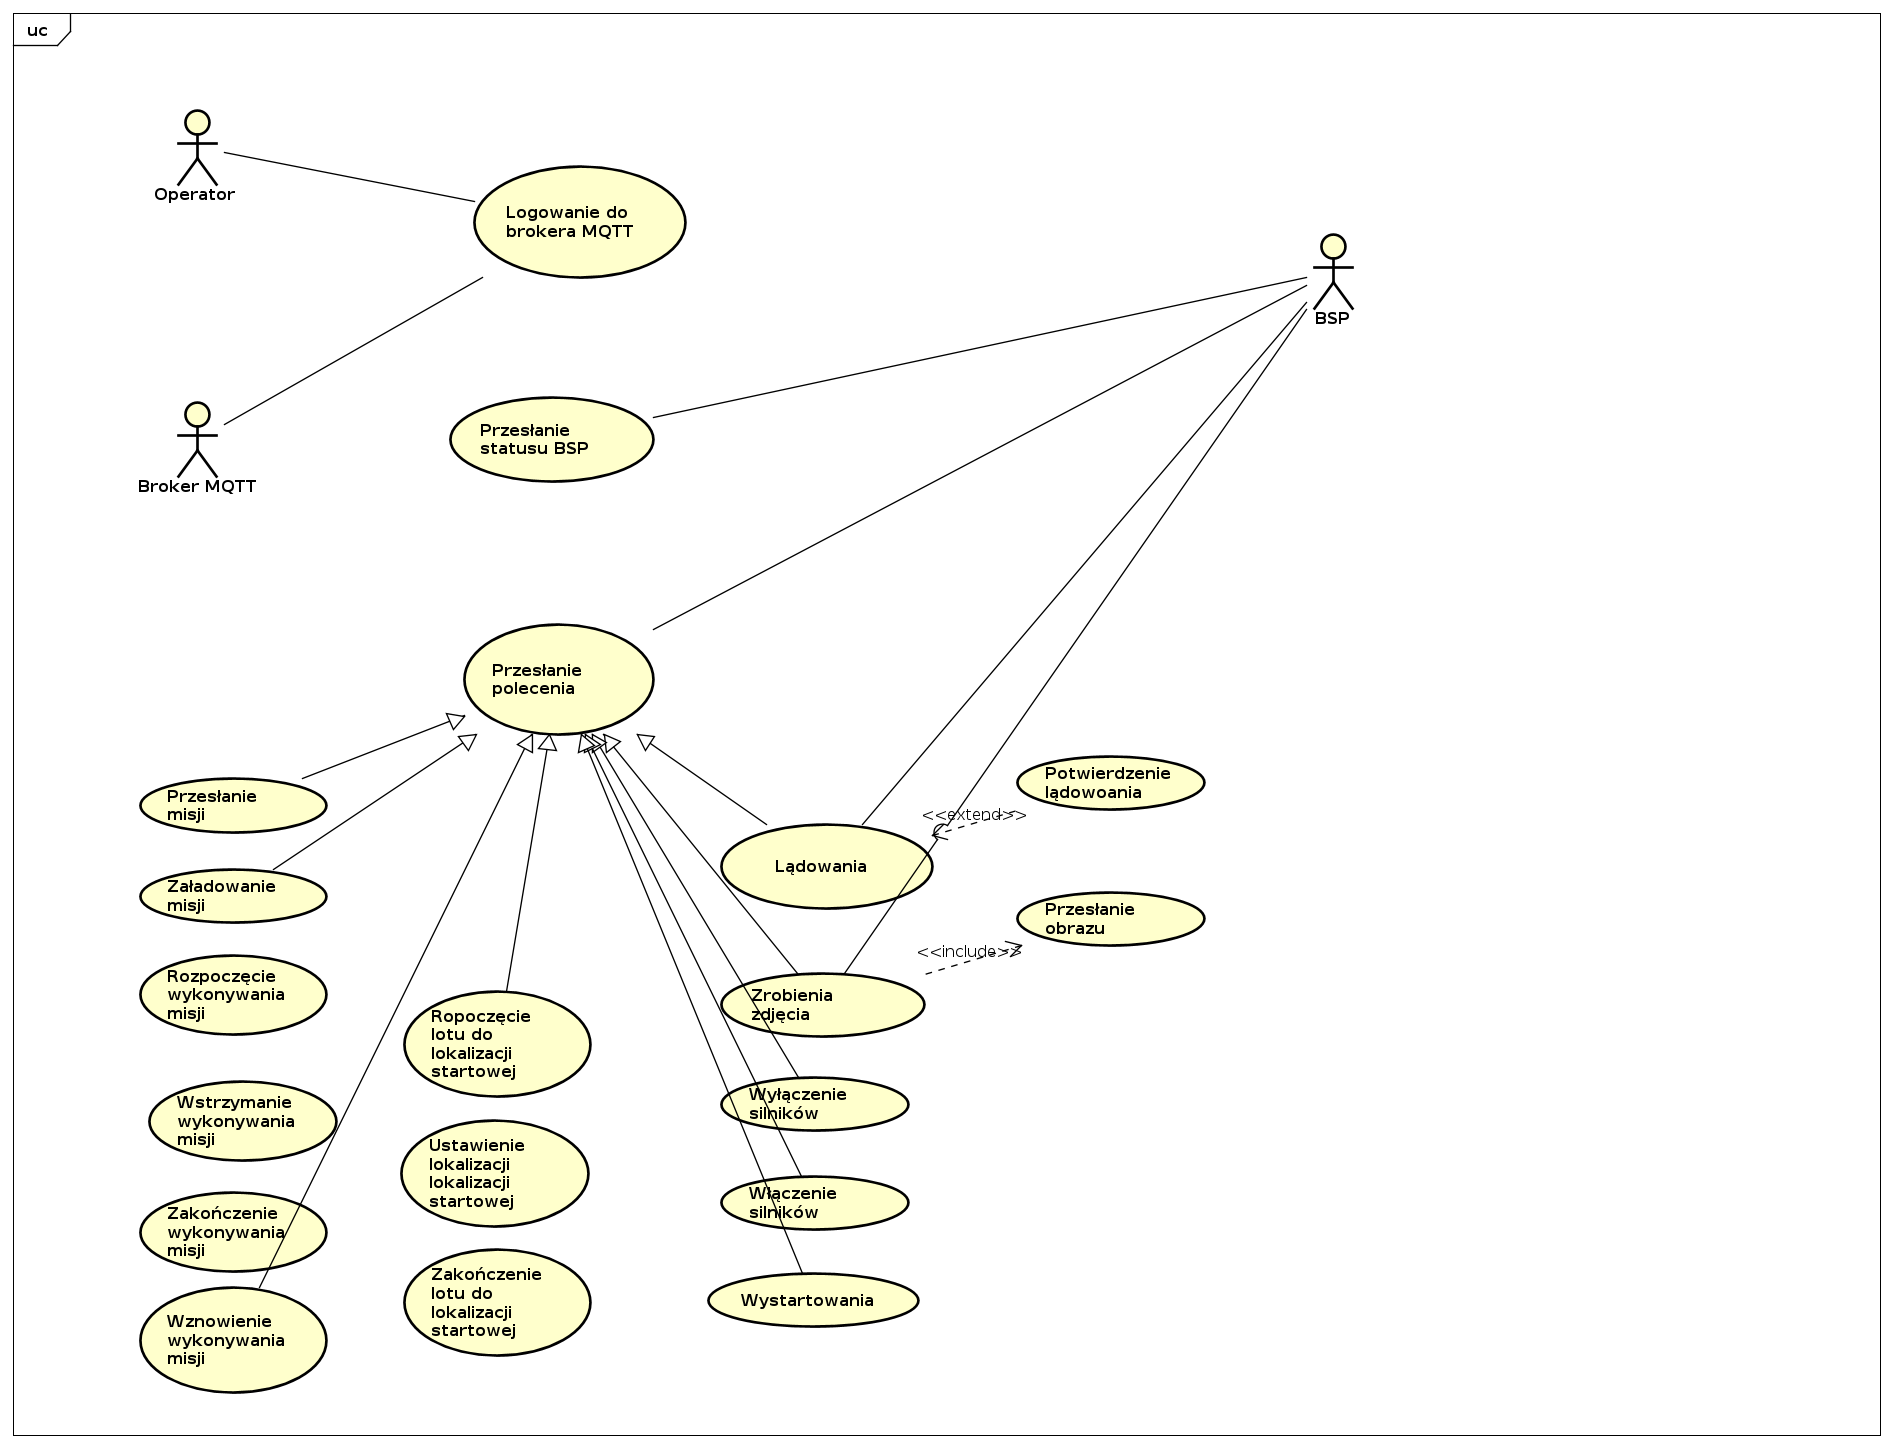 uc
Operator
Logowanie do
brokera MQTT
BSP
Broker MQTT
Przesłanie
statusu BSP
Przesłanie
polecenia
Przesłanie
misji
Załadowanie
misji
Rozpoczęcie
wykonywania
misji
Wstrzymanie
wykonywania
misji
Zakończenie
wykonywania
misji
Wznowienie
wykonywania
misji
Ropoczęcie
lotu do
lokalizacji
startowej
Ustawienie
lokalizacji
lokalizacji
startowej
Zakończenie
lotu do
lokalizacji
startowej
Lądowania
<<extend>>
Potwierdzenie
lądowoania
Zrobienia
zdjęcia
<<include>>
Przesłanie
obrazu
Wyłączenie
silników
Włączenie
silników
Wystartowania